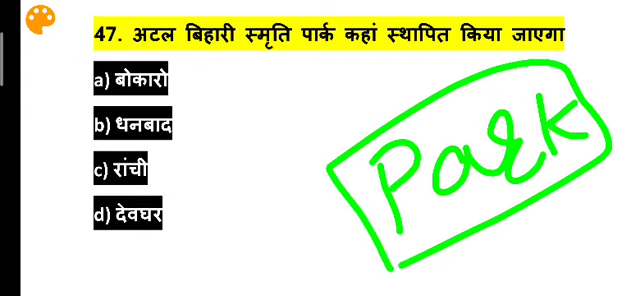 47. अटल बिहारी स्मृति पार्क कहां स्थापित किया जाएगा
a) बोकारो
b) धनबाद
c) रांची
d) देवघर
Park